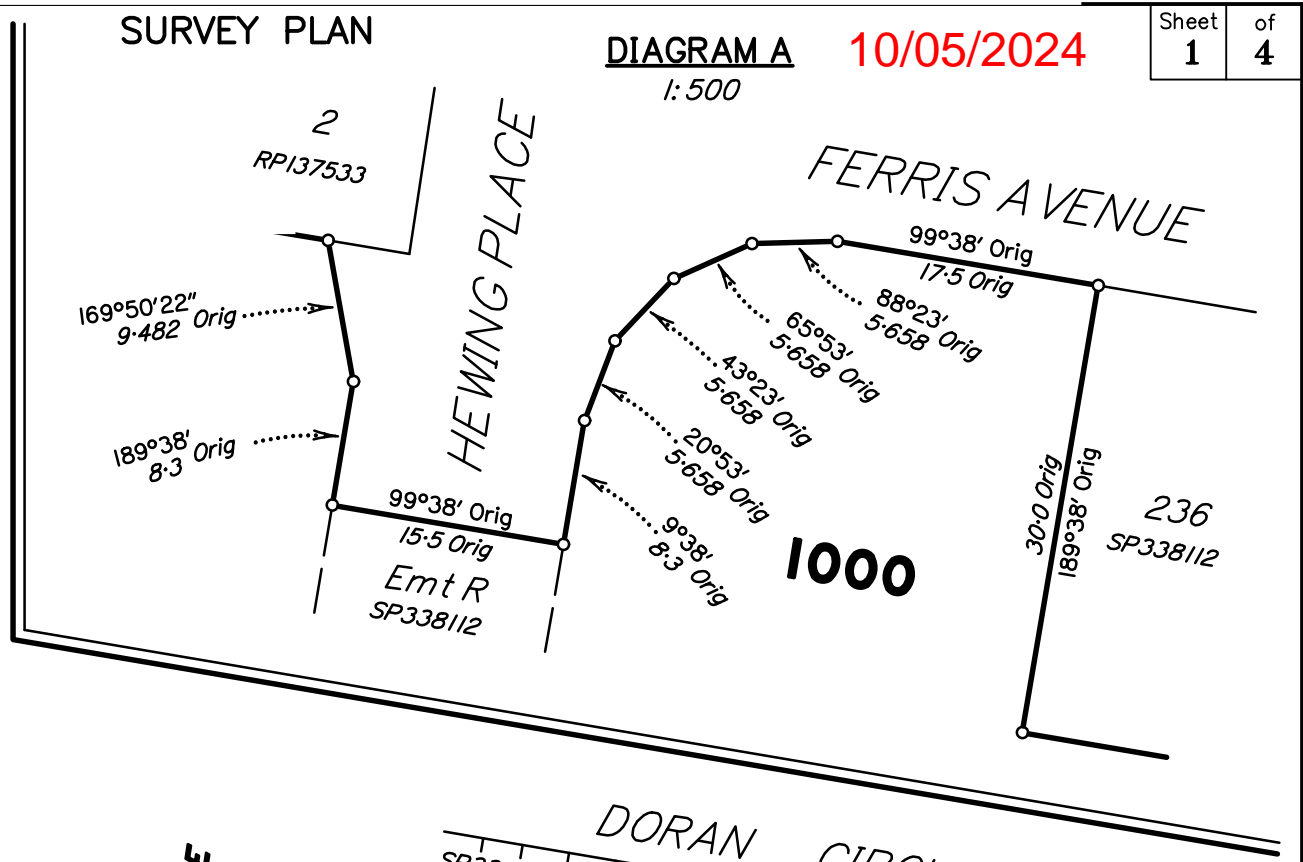 SURVEY PLAN
DIAGRAM A
1:500
10/05/2024
Sheet of
1 4
2
RP137533
HEWING PLACE
FERRIS AVENUE
99°38' Orig
17·5 Orig
88°23'
5·658 Orig
65°53'
5·658 Orig
43°23'
5·658 Orig
20°53'
5·658 Orig
9°38'
8·3 Orig
169°50'22"
9·482 Orig
189°38'
8·3 Orig
99°38' Orig
15·5 Orig
Emt R
SP338112
1000
30·0 Orig
189°38' Orig
236
SP338112
DORAN